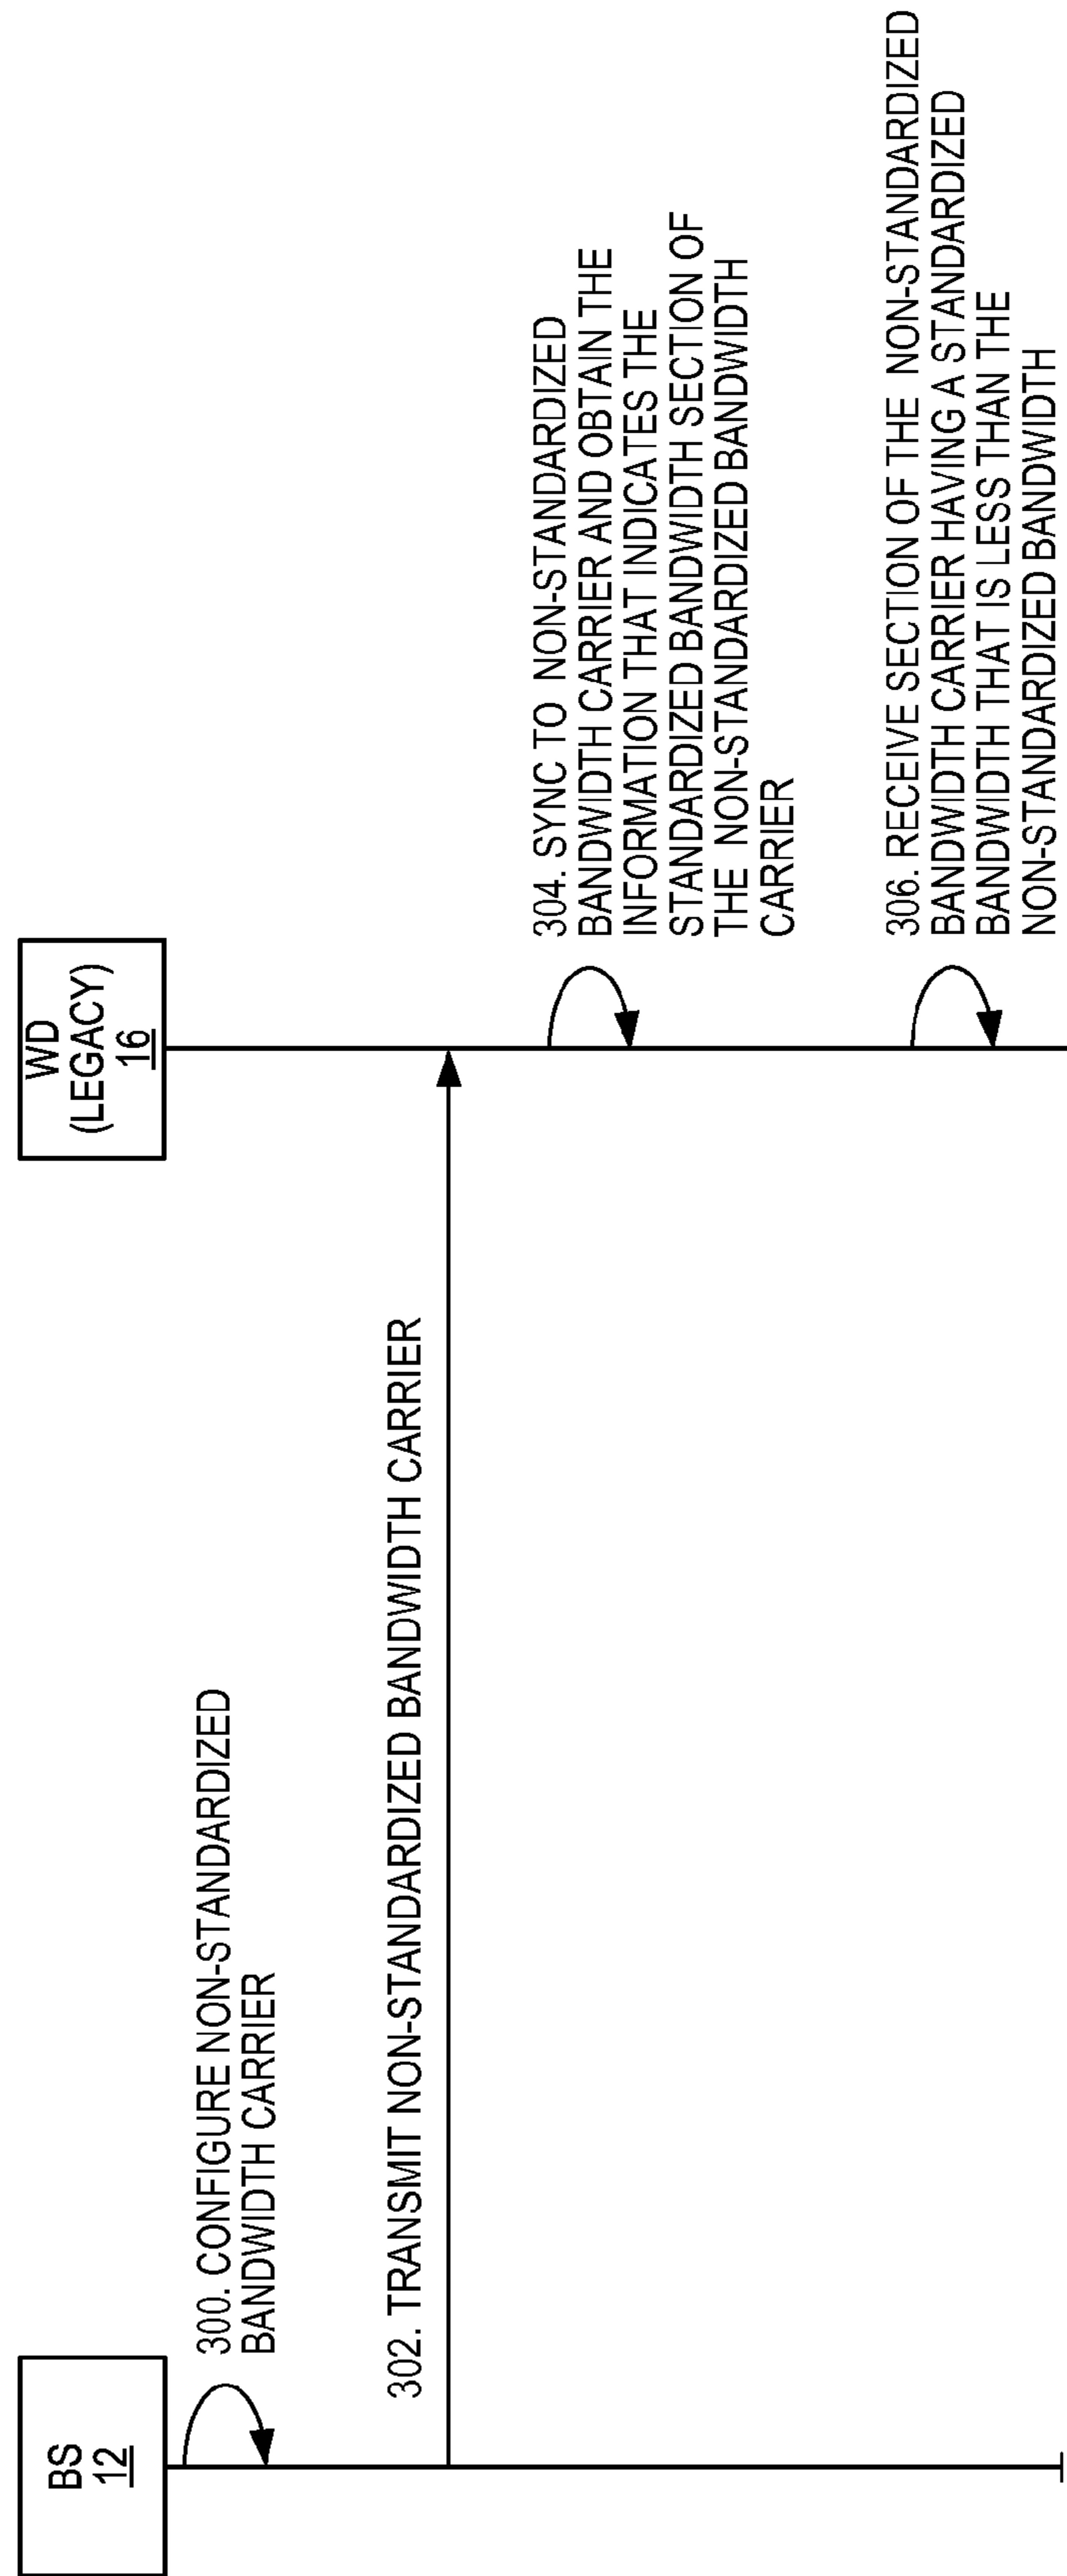 BS
12
WD
(LEGACY)
16
300. CONFIGURE NON-STANDARDIZED
BANDWIDTH CARRIER
302. TRANSMIT NON-STANDARDIZED BANDWIDTH CARRIER
304. SYNC TO NON-STANDARDIZED
BANDWIDTH CARRIER AND OBTAIN THE
INFORMATION THAT INDICATES THE
STANDARDIZED BANDWIDTH SECTION OF
THE NON-STANDARDIZED BANDWIDTH
CARRIER
306. RECEIVE SECTION OF THE NON-STANDARDIZED
BANDWIDTH CARRIER HAVING A STANDARDIZED
BANDWIDTH THAT IS LESS THAN THE
NON-STANDARDIZED BANDWIDTH